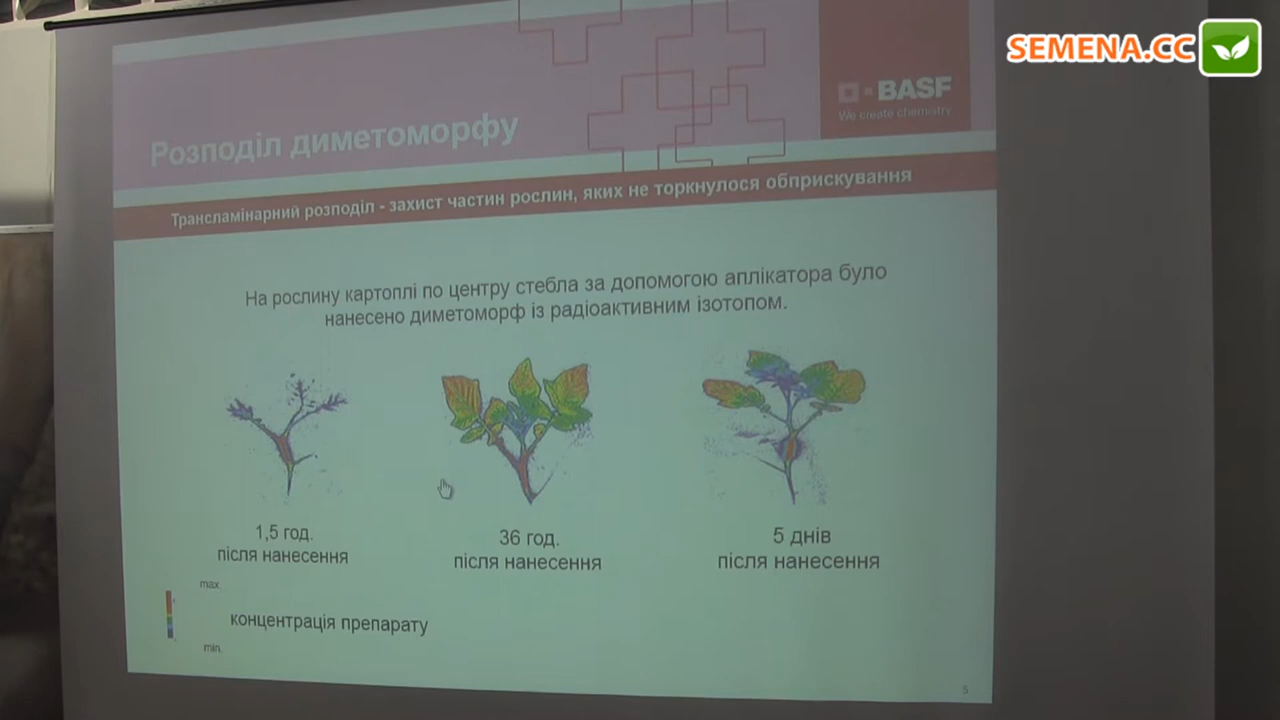 SEMENA.CC
BASF
We create chemistry
Розподіл диметоморфу
Трансламінарний розподіл - захист частин рослин, яких не торкнулося обприскування
На рослину картоплі по центру стебла за допомогою аплікатора було
нанесено диметоморф із радіоактивним ізотопом.
1,5 год.
після нанесення
36 год.
після нанесення
5 днів
після нанесення
max.
концентрація препарату
min.
5